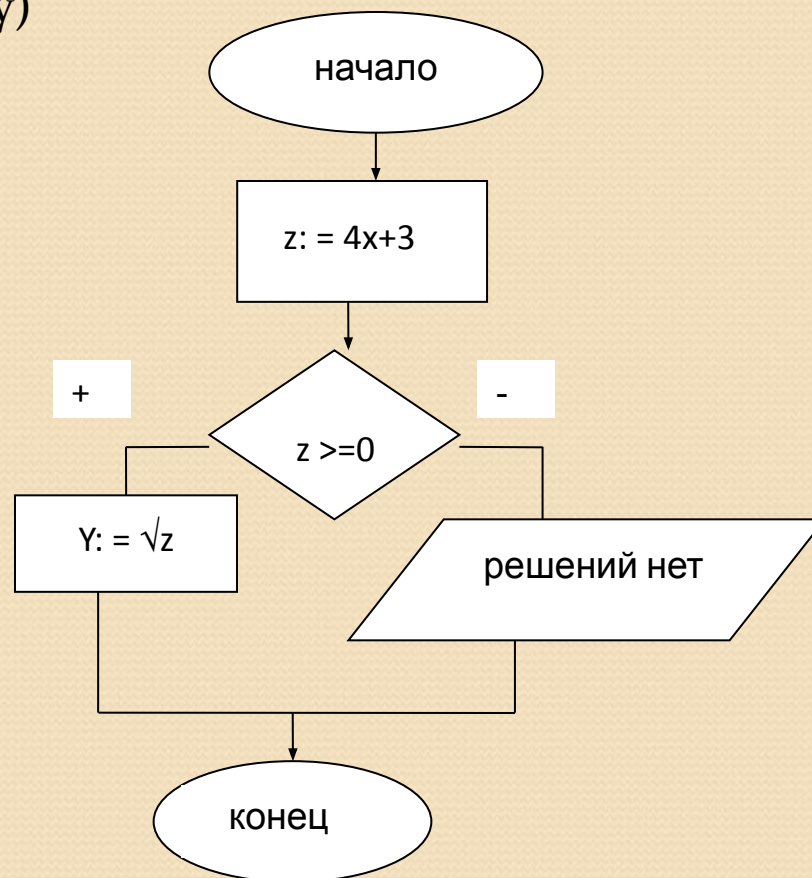 у)
начало
z: = 4x+3
+
-
z >=0
Y: = √z
решений нет
конец